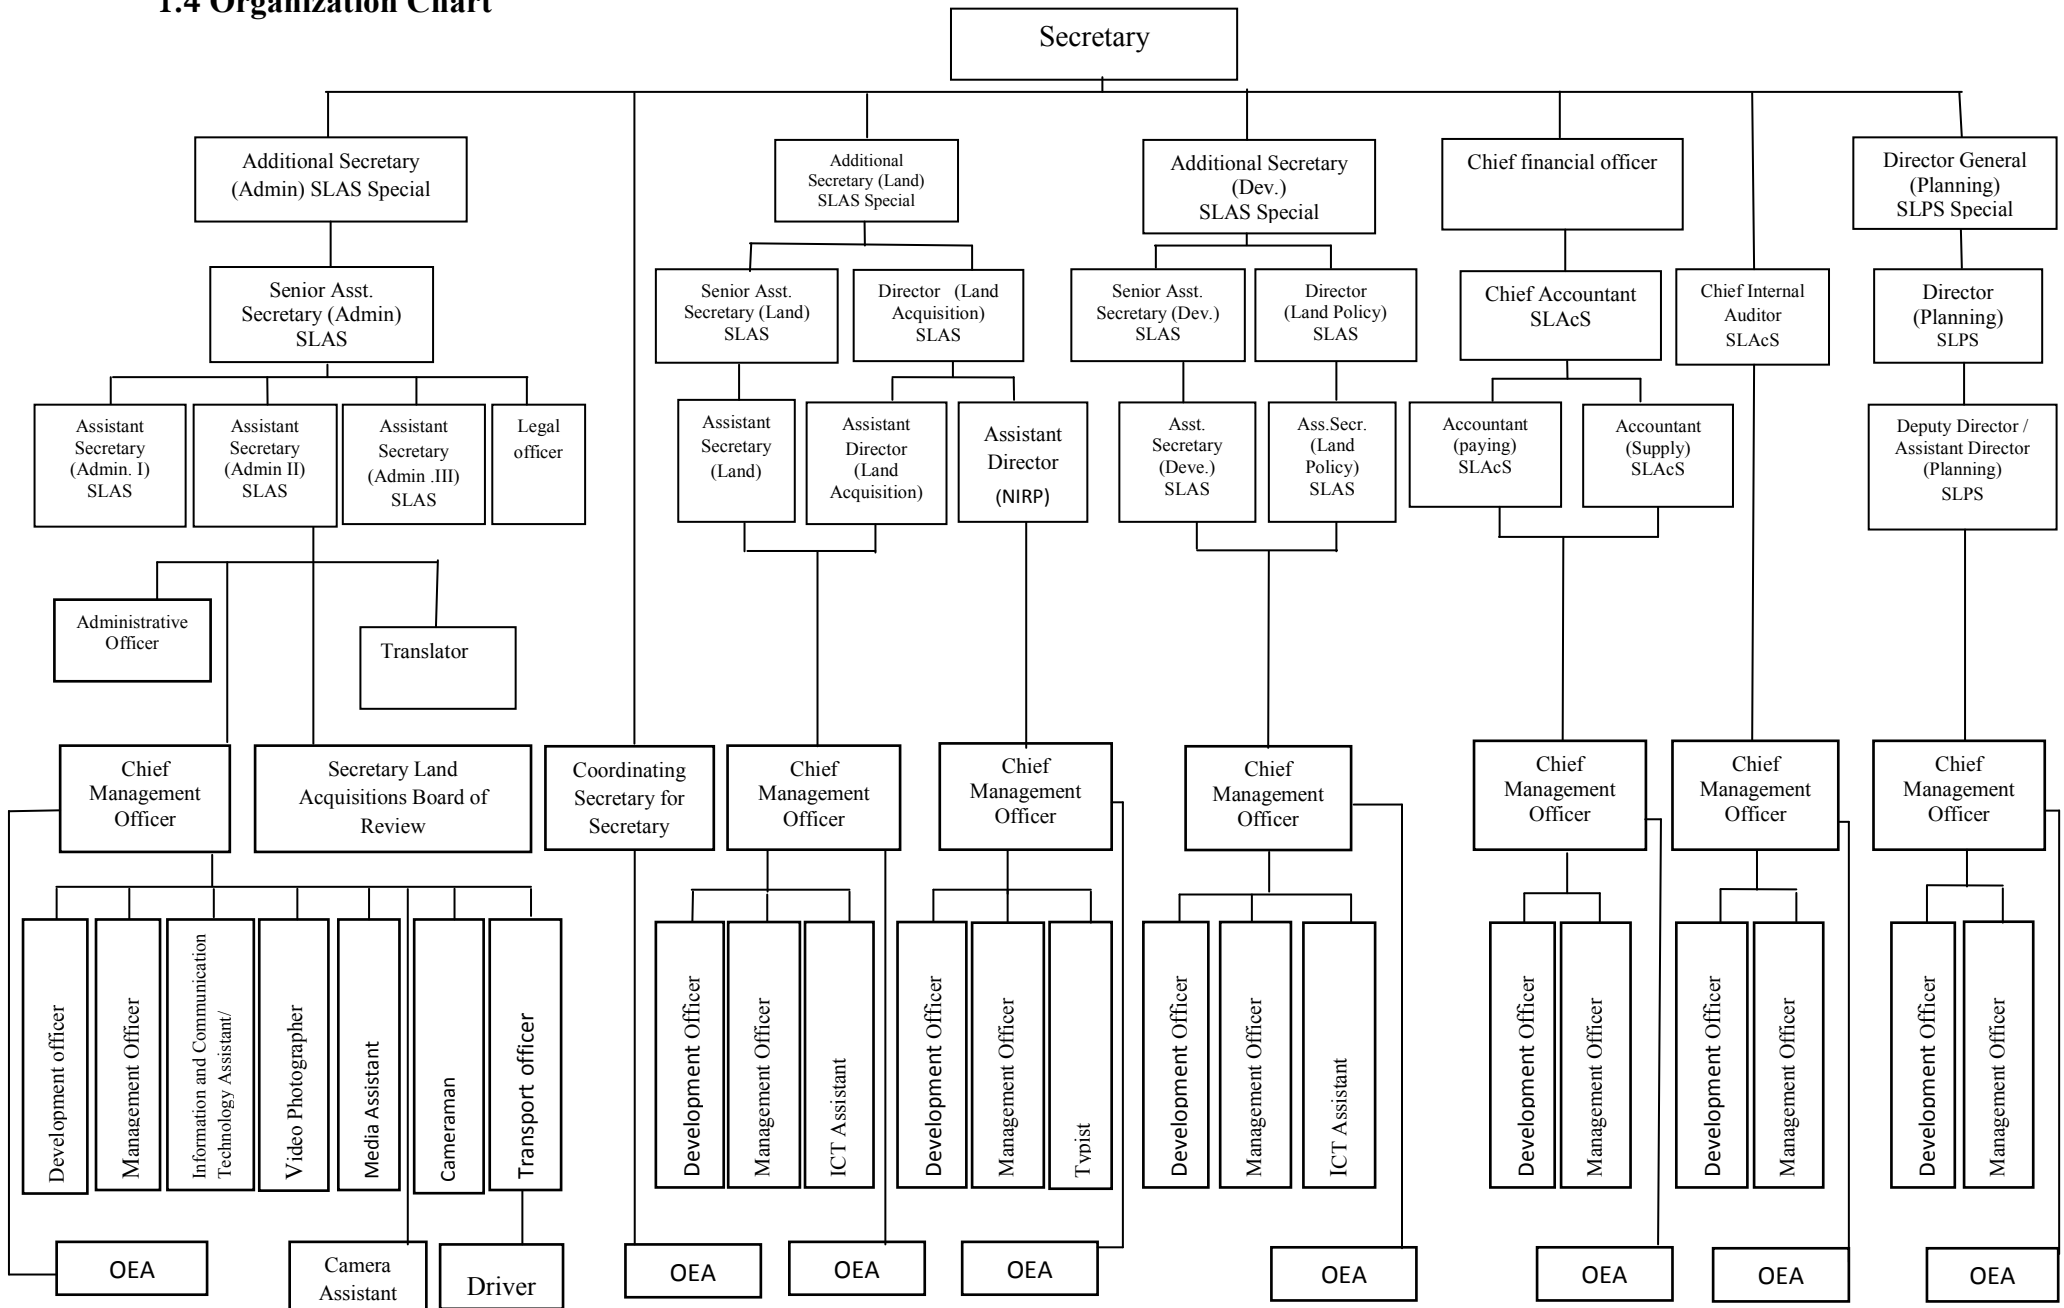 1.4 Organization Chart
Secretary
Additional Secretary
(Admin) SLAS Special
Additional
Secretary (Land)
SLAS Special
Additional Secretary
(Dev.)
SLAS Special
Chief financial officer
Director General
(Planning)
SLPS Special
Senior Asst.
Secretary (Admin)
SLAS
Senior Asst.
Secretary (Land)
SLAS
Director (Land
Acquisition)
SLAS
Senior Asst.
Secretary (Dev.)
SLAS
Director
(Land Policy)
SLAS
Chief Accountant
SLAcS
Chief Internal
Auditor
SLAcS
Director
(Planning)
SLPS
Assistant
Secretary
(Admin. I)
SLAS
Assistant
Secretary
(Admin II)
SLAS
Assistant
Secretary
(Admin .III)
SLAS
Legal
officer
Assistant
Secretary
(Land)
Assistant
Director
(Land
Acquisition)
Assistant
Director
(NIRP)
Asst.
Secretary
(Deve.)
SLAS
Ass.Secr.
(Land
Policy)
SLAS
Accountant
(paying)
SLAcS
Accountant
(Supply)
SLAcS
Deputy Director /
Assistant Director
(Planning)
SLPS
Administrative
Officer
Translator
Chief
Management
Officer
Secretary Land
Acquisitions Board of
Review
Coordinating
Secretary for
Secretary
Chief
Management
Officer
Chief
Management
Officer
Chief
Management
Officer
Chief
Management
Officer
Chief
Management
Officer
Chief
Management
Officer
Development officer
Management Officer
Information and Communication
Technology Assistant/
Video Photographer
Media Assistant
Cameraman
Transport officer
Development Officer
Management Officer
ICT Assistant
Development Officer
Management Officer
Typist
Development Officer
Management Officer
ICT Assistant
Development Officer
Management Officer
Development Officer
Management Officer
Development Officer
Management Officer
OEA
Camera
Assistant
Driver
OEA
OEA
OEA
OEA
OEA
OEA
OEA